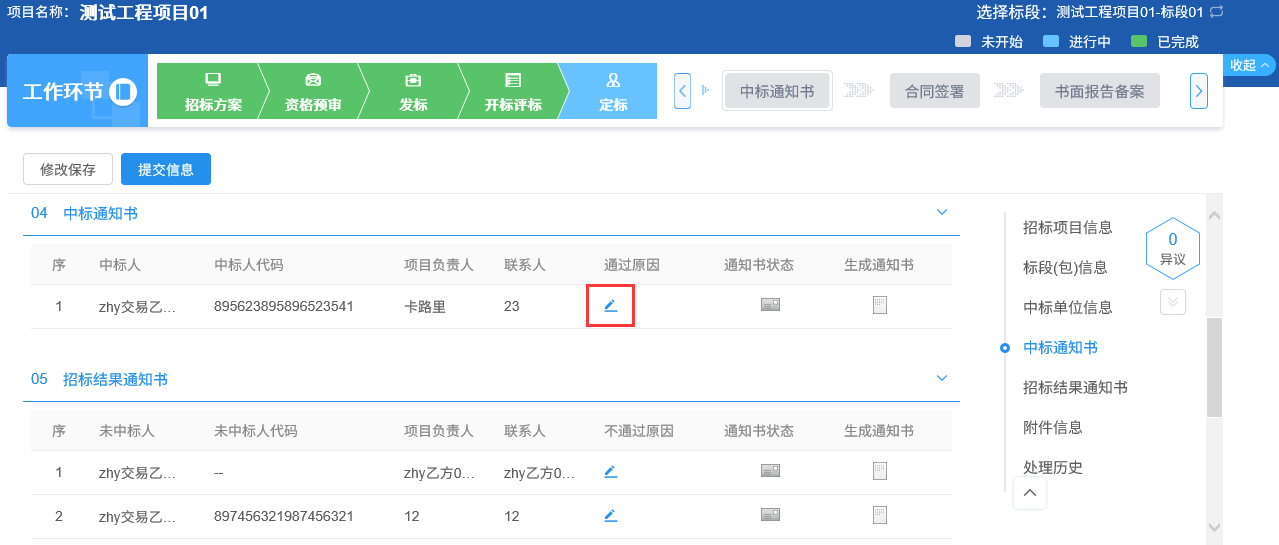 项目名称: 测试工程项目01
选择标段: 测试工程项目01-标段01
未开始 进行中 已完成
收起
工作环节
招标方案 资格预审 发标 开标评标 定标
中标通知书 合同签署 书面报告备案
修改保存 提交信息
04 中标通知书
序 中标人 中标人代码 项目负责人 联系人 通过原因 通知书状态 生成通知书
1 zhy交易乙... 895623895896523541 卡路里 23
05 招标结果通知书
序 未中标人 未中标人代码 项目负责人 联系人 不通过原因 通知书状态 生成通知书
1 zhy交易乙... -- zhy乙方0... zhy乙方0...
2 zhy交易乙... 897456321987456321 12 12
招标项目信息
标段(包)信息
中标单位信息
中标通知书
招标结果通知书
附件信息
处理历史
0
异议